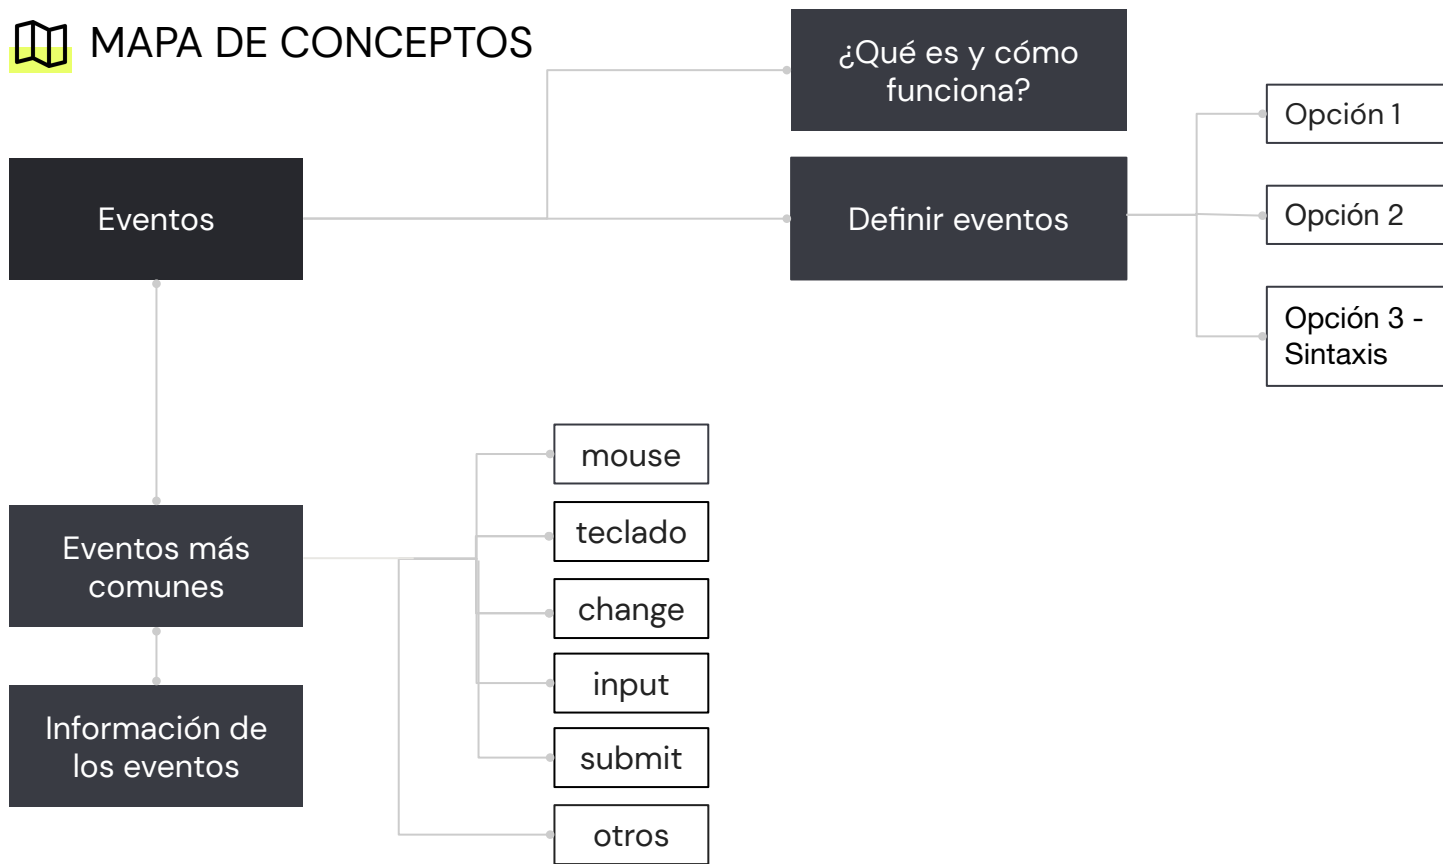 MAPA DE CONCEPTOS
¿Qué es y cómo
funciona?
Eventos
Definir eventos
Opción 1
Opción 2
Opción 3 -
Sintaxis
Eventos más
comunes
mouse
teclado
change
input
submit
otros
Información de
los eventos